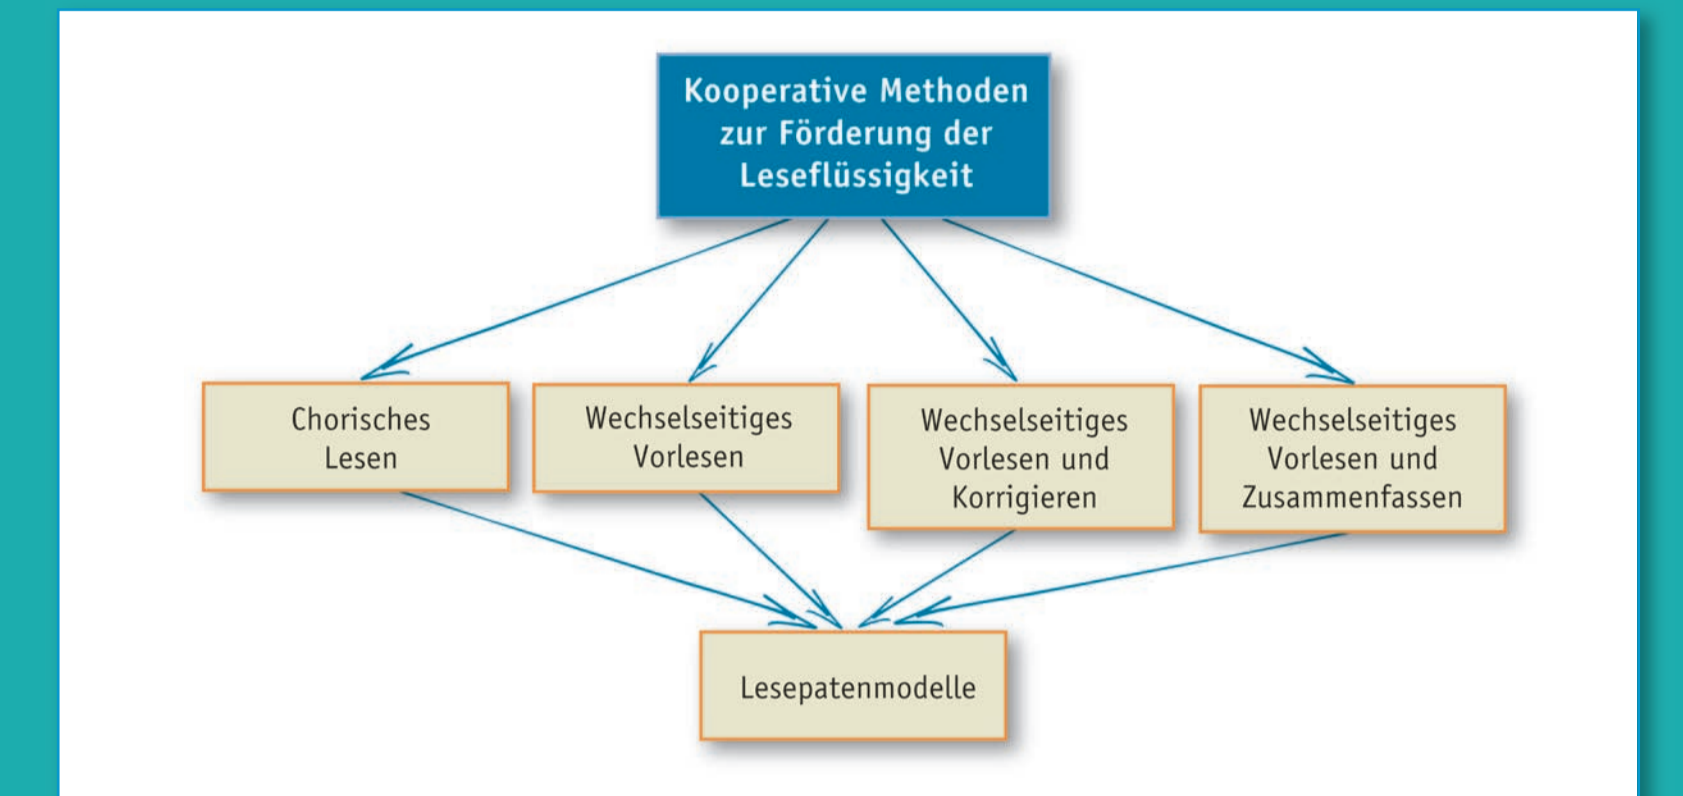 Kooperative Methoden
zur Förderung der
Leseflüssigkeit
Chorisches
Lesen
Wechselseitiges
Vorlesen
Wechselseitiges
Vorlesen und
Korrigieren
Wechselseitiges
Vorlesen und
Zusammenfassen
Lesepatenmodelle